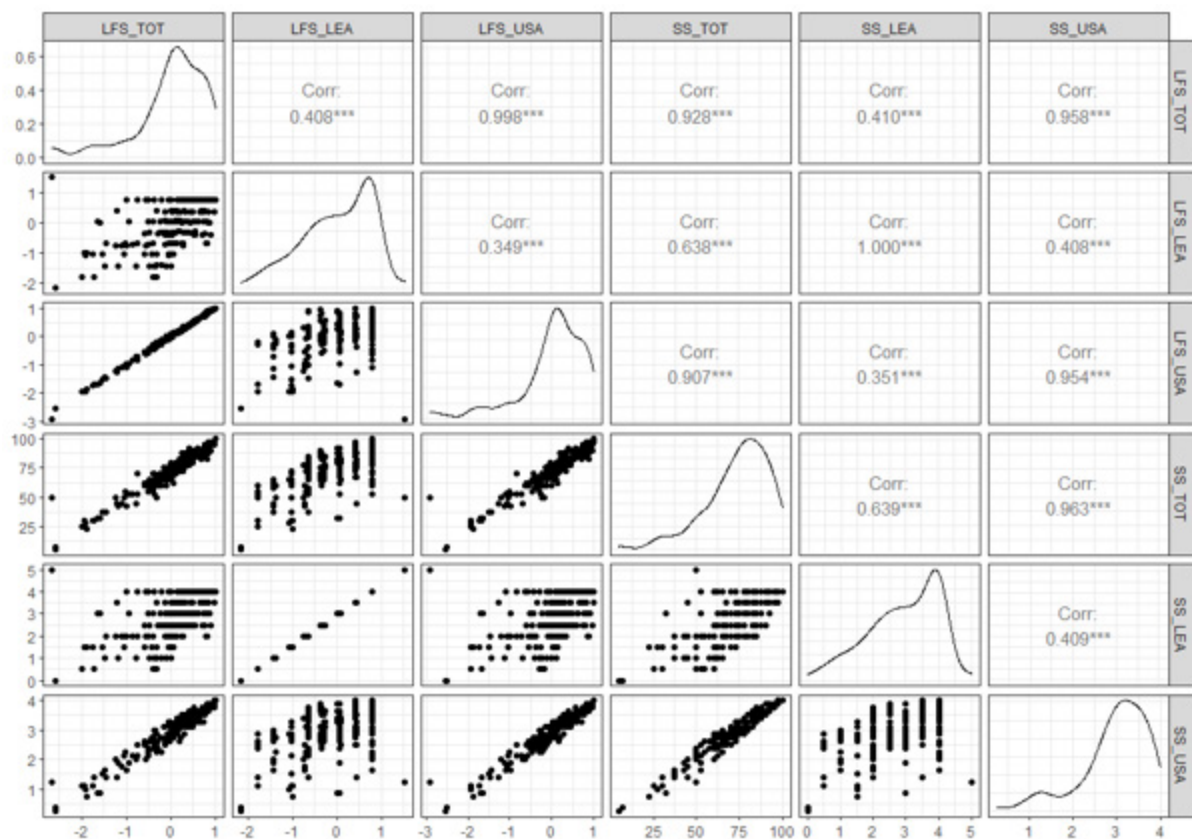 LFS_TOT LFS_LEA LFS_USA SS_TOT SS_LEA SS_USA
0.6
0.4
0.2
0.0
Corr:
0.408***
Corr:
0.998***
Corr:
0.928***
Corr:
0.410***
Corr:
0.958***
LFS_TOT
1
0
-1
-2
Corr:
0.349***
Corr:
0.638***
Corr:
1.000***
Corr:
0.408***
LFS_LEA
1
0
-1
-2
-3
Corr:
0.907***
Corr:
0.351***
Corr:
0.954***
LFS_USA
100
75
50
25
Corr:
0.639***
Corr:
0.963***
SS_TOT
5
4
3
2
1
0
Corr:
0.409***
SS_LEA
4
3
2
1
SS_USA
-2 -1 0 1 -2 -1 0 1 -3 -2 -1 0 1 25 50 75 100 0 1 2 3 4 5 1 2 3 4